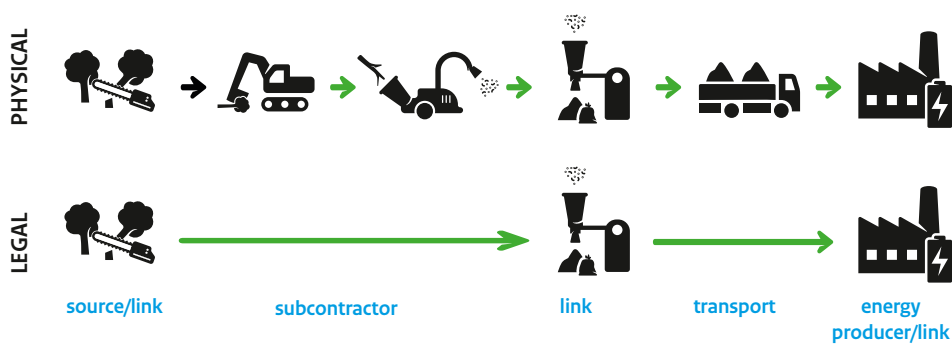 PHYSICAL
LEGAL
source/link
subcontractor
link
transport
energy
producer/link